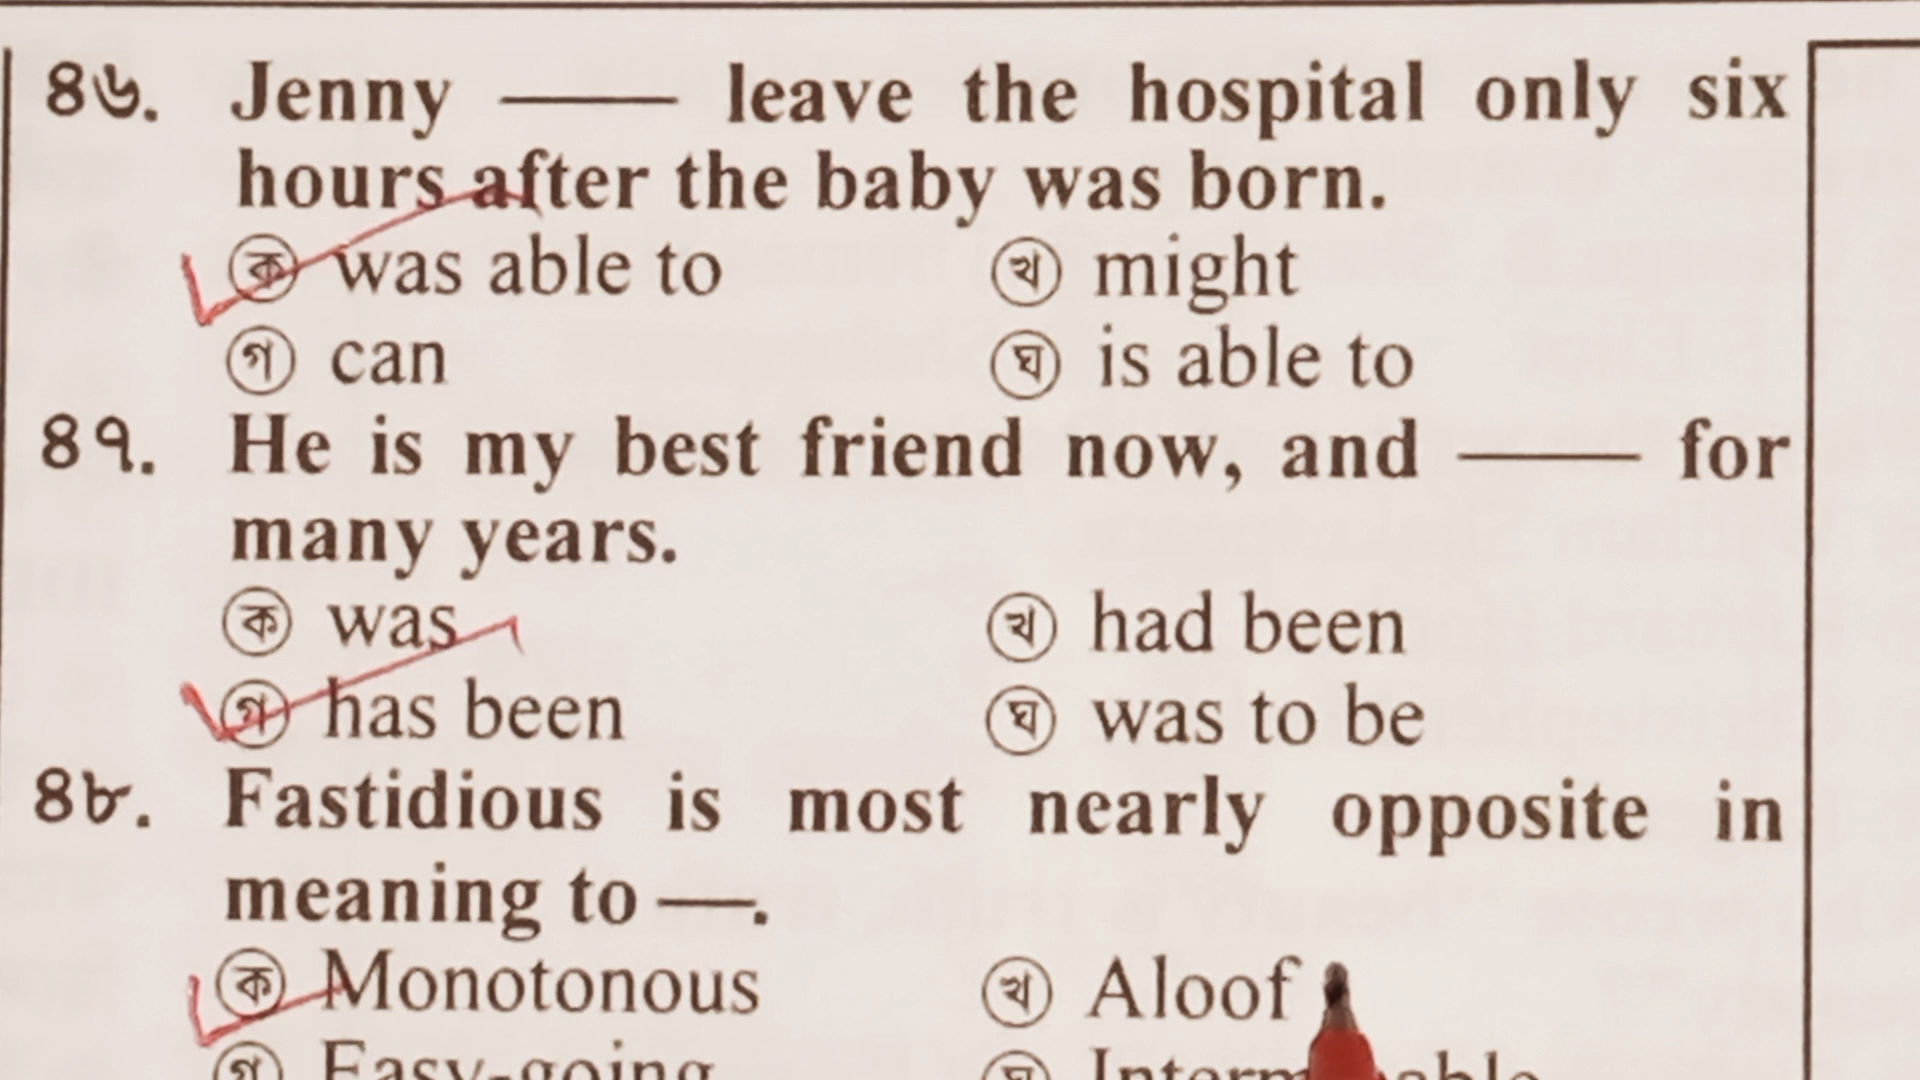 ৪৬. Jenny —— leave the hospital only six
hours after the baby was born.
ক was able to খ might
গ can ঘ is able to
৪৭. He is my best friend now, and —— for
many years.
ক was খ had been
গ has been ঘ was to be
৪৮. Fastidious is most nearly opposite in
meaning to —.
ক Monotonous খ Aloof
গ Easy-going ঘ